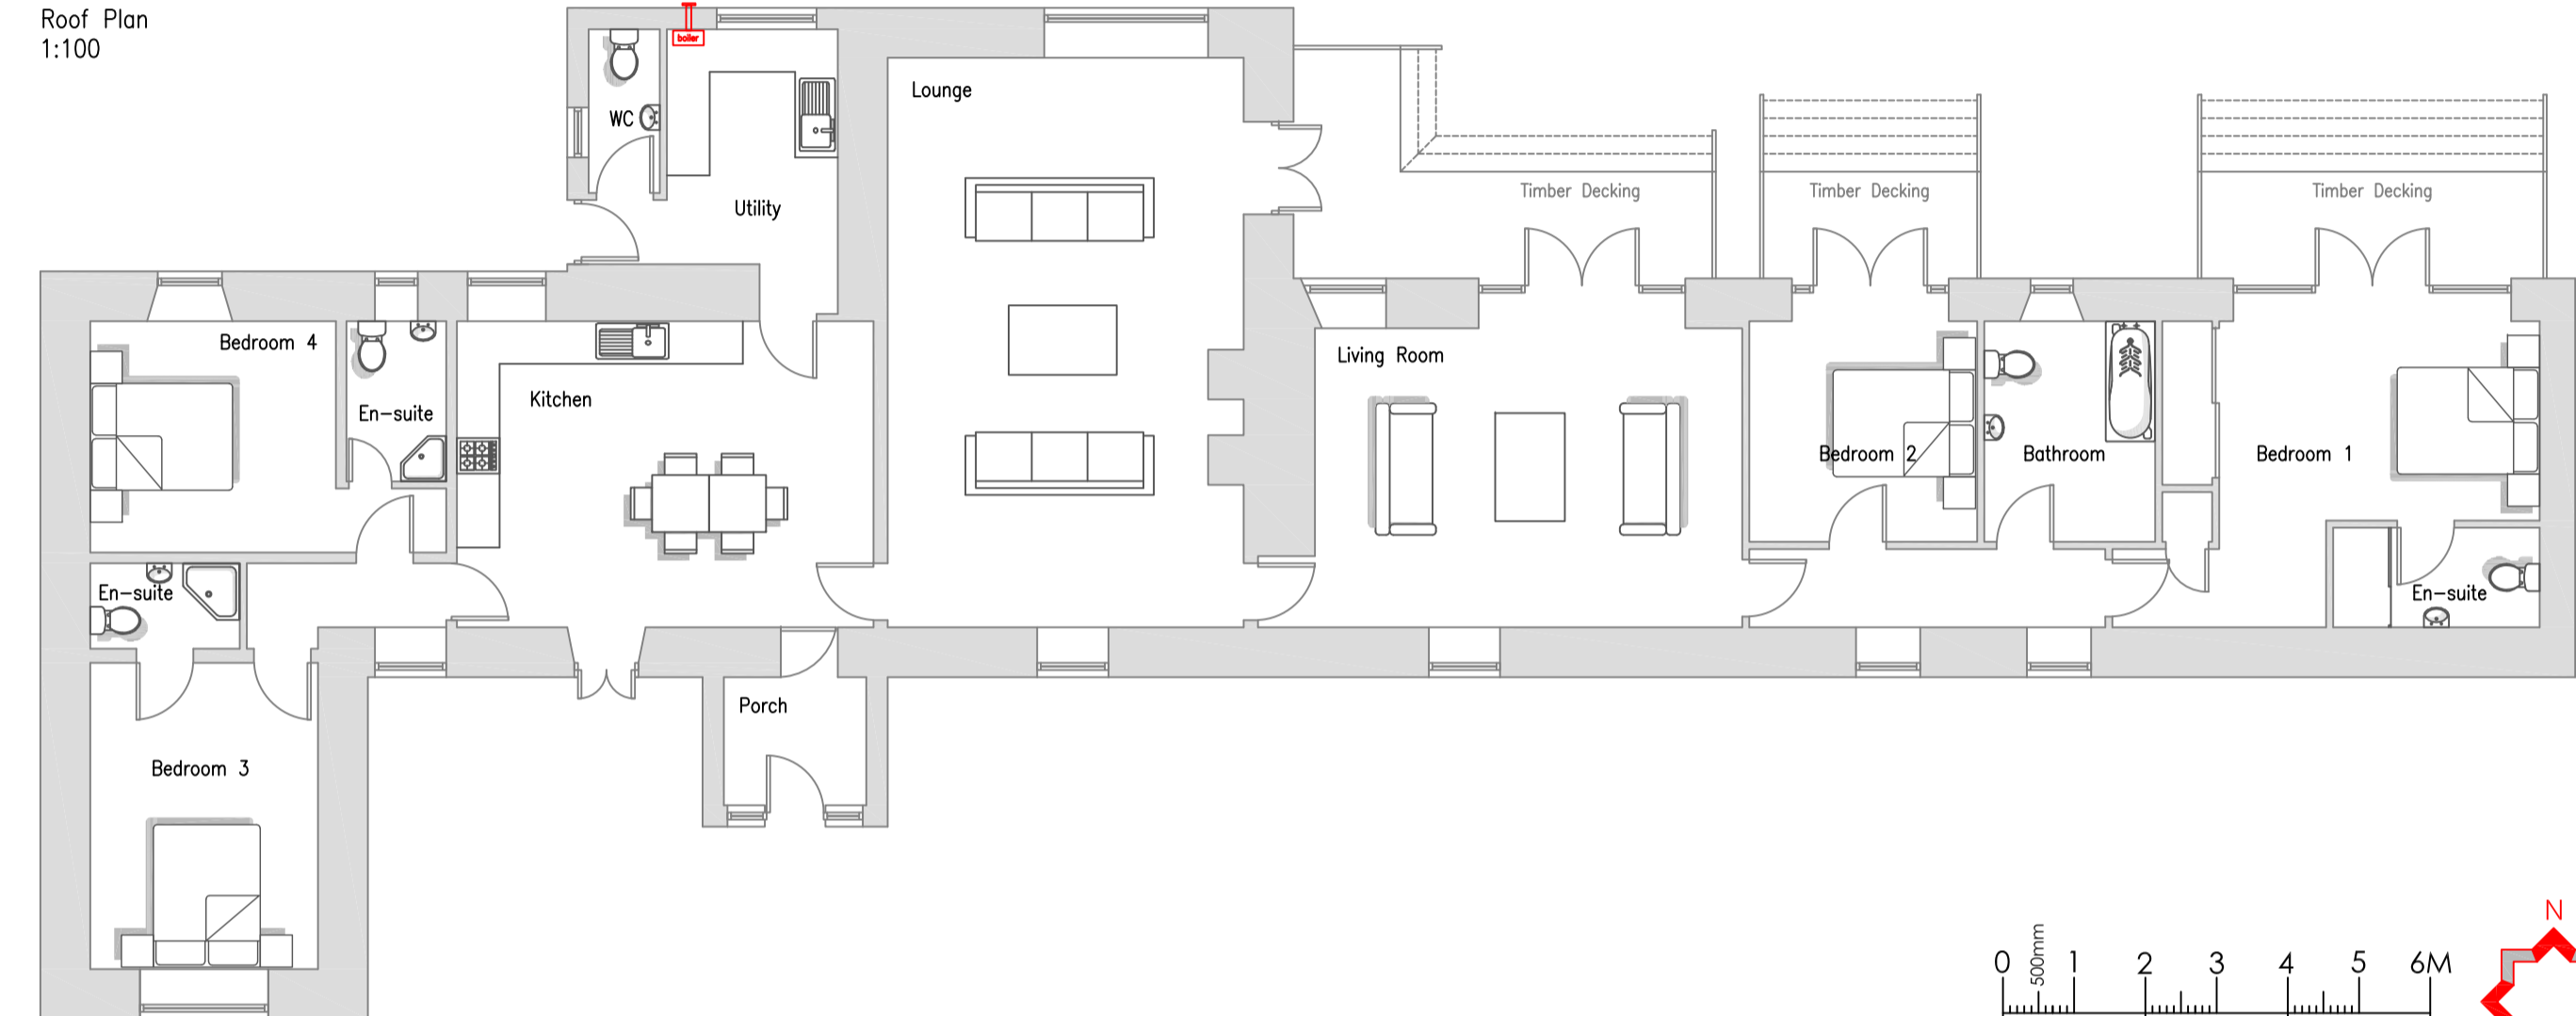 Roof Plan
1:100
boiler
WC
Utility
Lounge
Timber Decking
Timber Decking
Timber Decking
Bedroom 4
En-suite
Kitchen
Living Room
Bedroom 2
Bathroom
Bedroom 1
En-suite
En-suite
Porch
Bedroom 3
N
0 500mm 1 2 3 4 5 6M